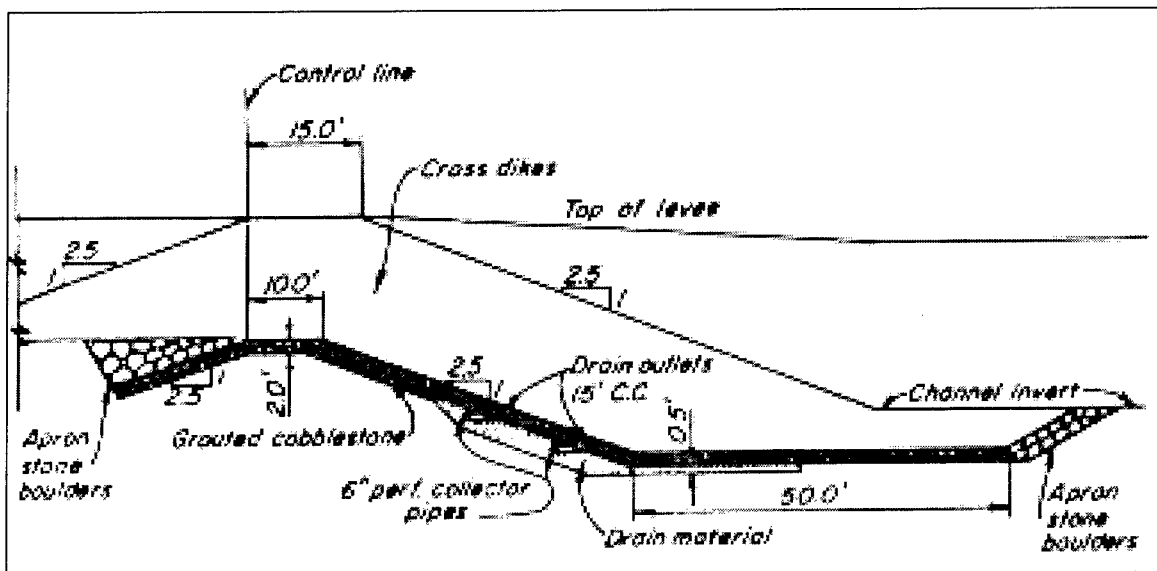 Control line
15.0'
Cross dikes
Top of levee
2.5
1
10.0'
2.5
1
2.5
1
2.0'
2.5
1
Drain outlets
15' C.C.
Channel invert
0.5'
Apron
stone
boulders
Grouted cobblestone
6" perf. collector
pipes
50.0'
Drain material
Apron
stone
boulders